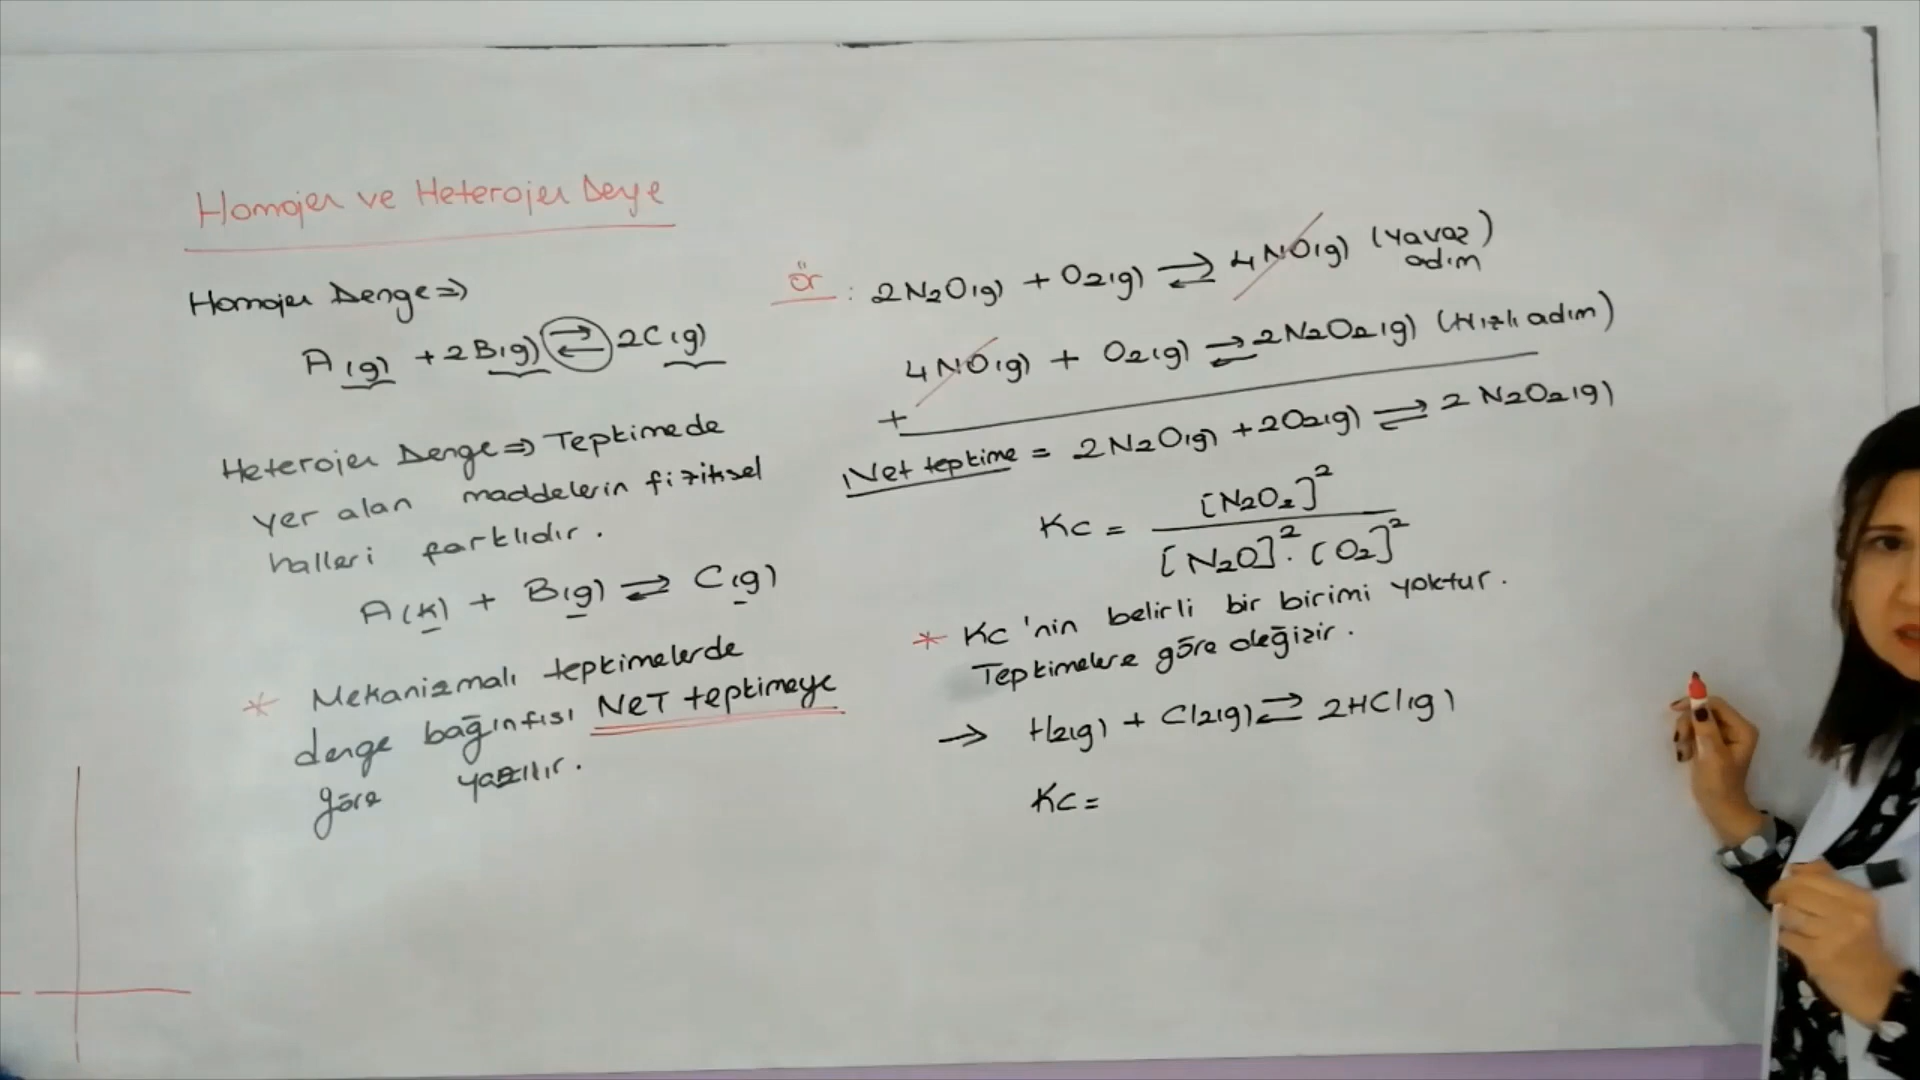 Homojen ve Heterojen Denge
Homojen Denge ⇒
A(g) + 2B(g) ⇌ 2C(g)
Heterojen Denge ⇒ Tepkimede
yer alan maddelerin fiziksel
halleri farklıdır.
A(k) + B(g) ⇌ C(g)
* Mekanizmalı tepkimelerde
denge bağıntısı NET tepkimeye
göre yazılır.
Ör : 2N2O(g) + O2(g) ⇌ 4NO(g) (Yavaş
adım)
4NO(g) + O2(g) ⇌ 2N2O2(g) (Hızlı adım)
+
Net tepkime = 2N2O(g) + 2O2(g) ⇌ 2 N2O2(g)
Kc = [N2O2]² / [N2O]² . [O2]²
* Kc'nin belirli bir birimi yoktur.
Tepkimelere göre değişir.
→ H2(g) + Cl2(g) ⇌ 2HCl(g)
Kc =